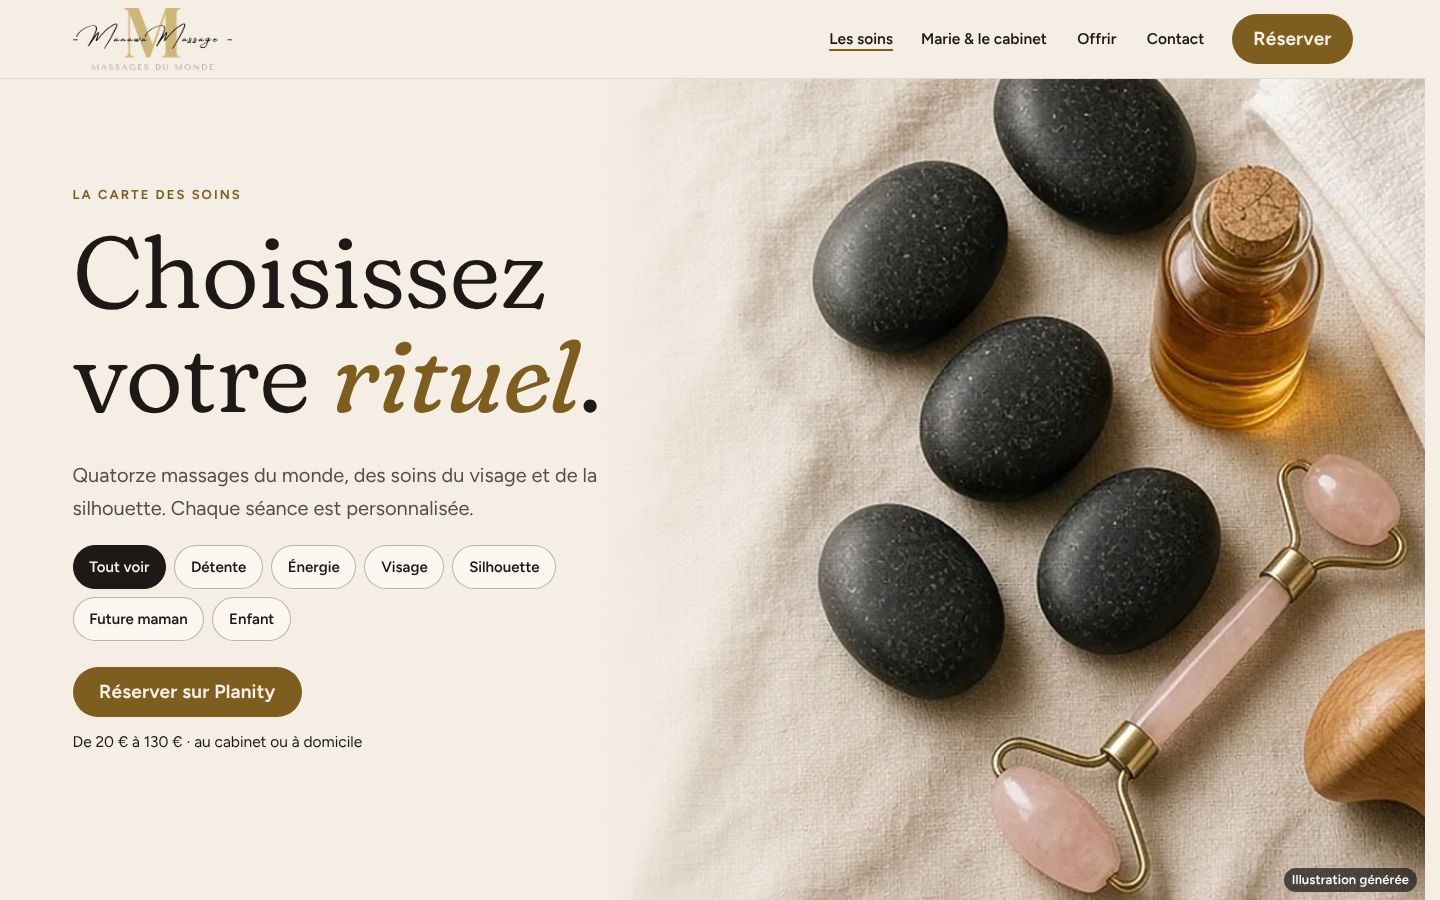 - Manawa Massage -
M
MASSAGES DU MONDE
Les soins
Marie & le cabinet
Offrir
Contact
Réserver
LA CARTE DES SOINS
Choisissez
votre rituel.
Quatorze massages du monde, des soins du visage et de la
silhouette. Chaque séance est personnalisée.
Tout voir
Détente
Énergie
Visage
Silhouette
Future maman
Enfant
Réserver sur Planity
De 20 € à 130 € · au cabinet ou à domicile
Illustration générée